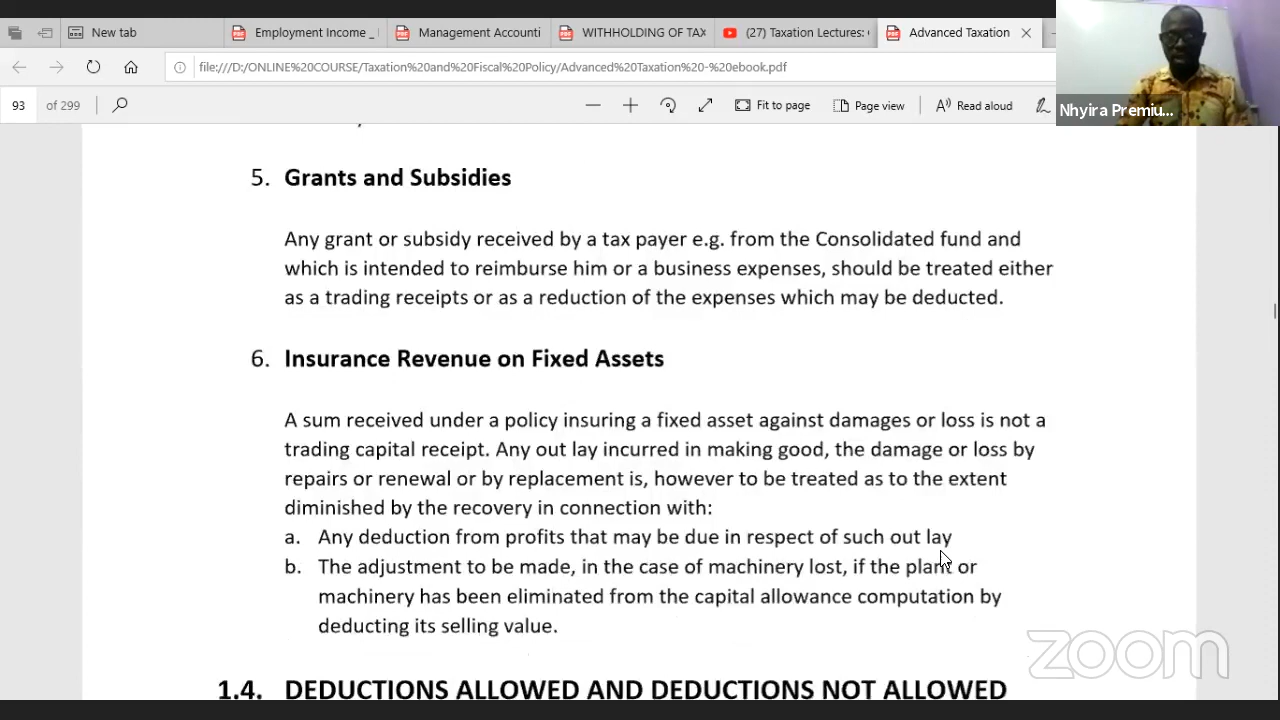 New tab
Employment Income _
Management Accounti
WITHHOLDING OF TAX
(27) Taxation Lectures:
Advanced Taxation
file:///D:/ONLINE%20COURSE/Taxation%20and%20Fiscal%20Policy/Advanced%20Taxation%20-%20ebook.pdf
93 of 299
Fit to page
Page view
Read aloud
Nhyira Premiu...
5. Grants and Subsidies
Any grant or subsidy received by a tax payer e.g. from the Consolidated fund and
which is intended to reimburse him or a business expenses, should be treated either
as a trading receipts or as a reduction of the expenses which may be deducted.
6. Insurance Revenue on Fixed Assets
A sum received under a policy insuring a fixed asset against damages or loss is not a
trading capital receipt. Any out lay incurred in making good, the damage or loss by
repairs or renewal or by replacement is, however to be treated as to the extent
diminished by the recovery in connection with:
a. Any deduction from profits that may be due in respect of such out lay
b. The adjustment to be made, in the case of machinery lost, if the plant or
machinery has been eliminated from the capital allowance computation by
deducting its selling value.
zoom
1.4. DEDUCTIONS ALLOWED AND DEDUCTIONS NOT ALLOWED